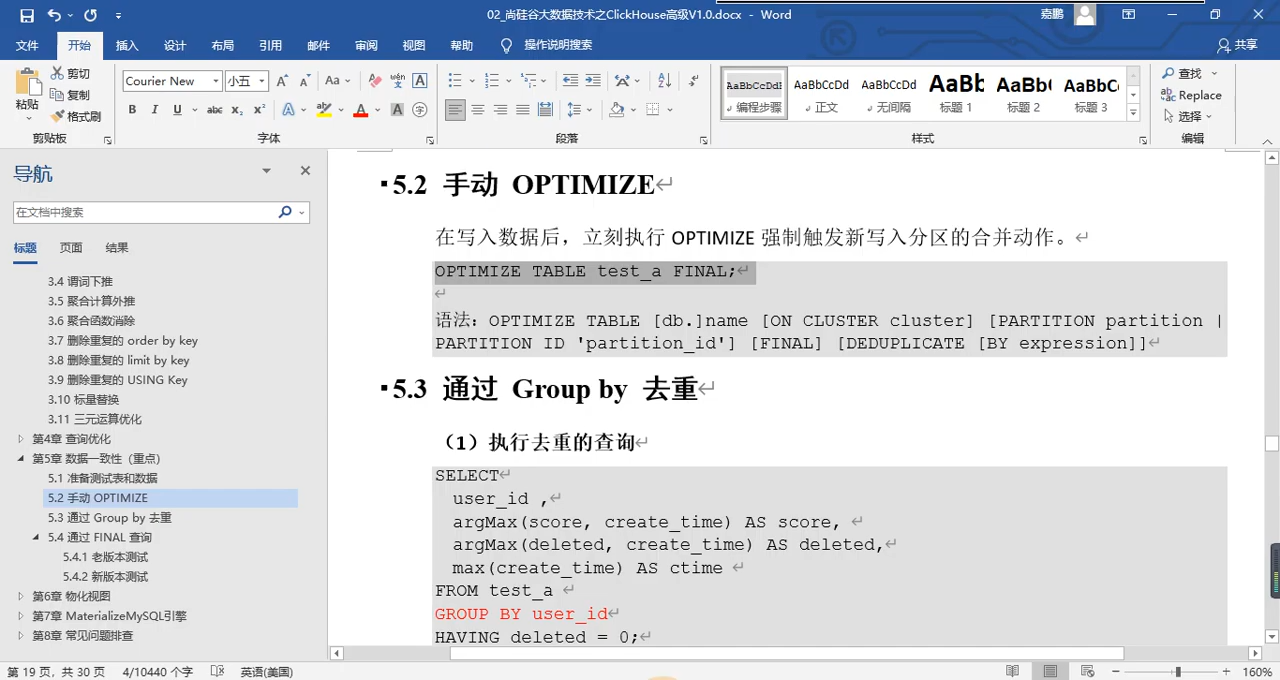 02_尚硅谷大数据技术之ClickHouse高级V1.0.docx - Word
嘉鹏
文件 开始 插入 设计 布局 引用 邮件 审阅 视图 帮助 操作说明搜索 共享
粘贴 剪切 复制 格式刷
Courier New 小五
AaBbCcDd AaBbCcDd AaBbCcDd AaBb AaBb( AaBbC
编程步骤 正文 无间隔 标题 1 标题 2 标题 3
查找 Replace 选择
剪贴板 字体 段落 样式 编辑
导航
在文档中搜索
标题 页面 结果
3.4 谓词下推
3.5 聚合计算外推
3.6 聚合函数消除
3.7 删除重复的 order by key
3.8 删除重复的 limit by key
3.9 删除重复的 USING Key
3.10 标量替换
3.11 三元运算优化
第4章 查询优化
第5章 数据一致性（重点）
5.1 准备测试表和数据
5.2 手动 OPTIMIZE
5.3 通过 Group by 去重
5.4 通过 FINAL 查询
5.4.1 老版本测试
5.4.2 新版本测试
第6章 物化视图
第7章 MaterializeMySQL引擎
第8章 常见问题排查
5.2 手动 OPTIMIZE
在写入数据后，立刻执行 OPTIMIZE 强制触发新写入分区的合并动作。
OPTIMIZE TABLE test_a FINAL;
语法：OPTIMIZE TABLE [db.]name [ON CLUSTER cluster] [PARTITION partition |
PARTITION ID 'partition_id'] [FINAL] [DEDUPLICATE [BY expression]]
5.3 通过 Group by 去重
（1）执行去重的查询
SELECT
user_id ,
argMax(score, create_time) AS score,
argMax(deleted, create_time) AS deleted,
max(create_time) AS ctime
FROM test_a
GROUP BY user_id
HAVING deleted = 0;
第 19 页，共 30 页 4/10440 个字 英语(美国) 160%